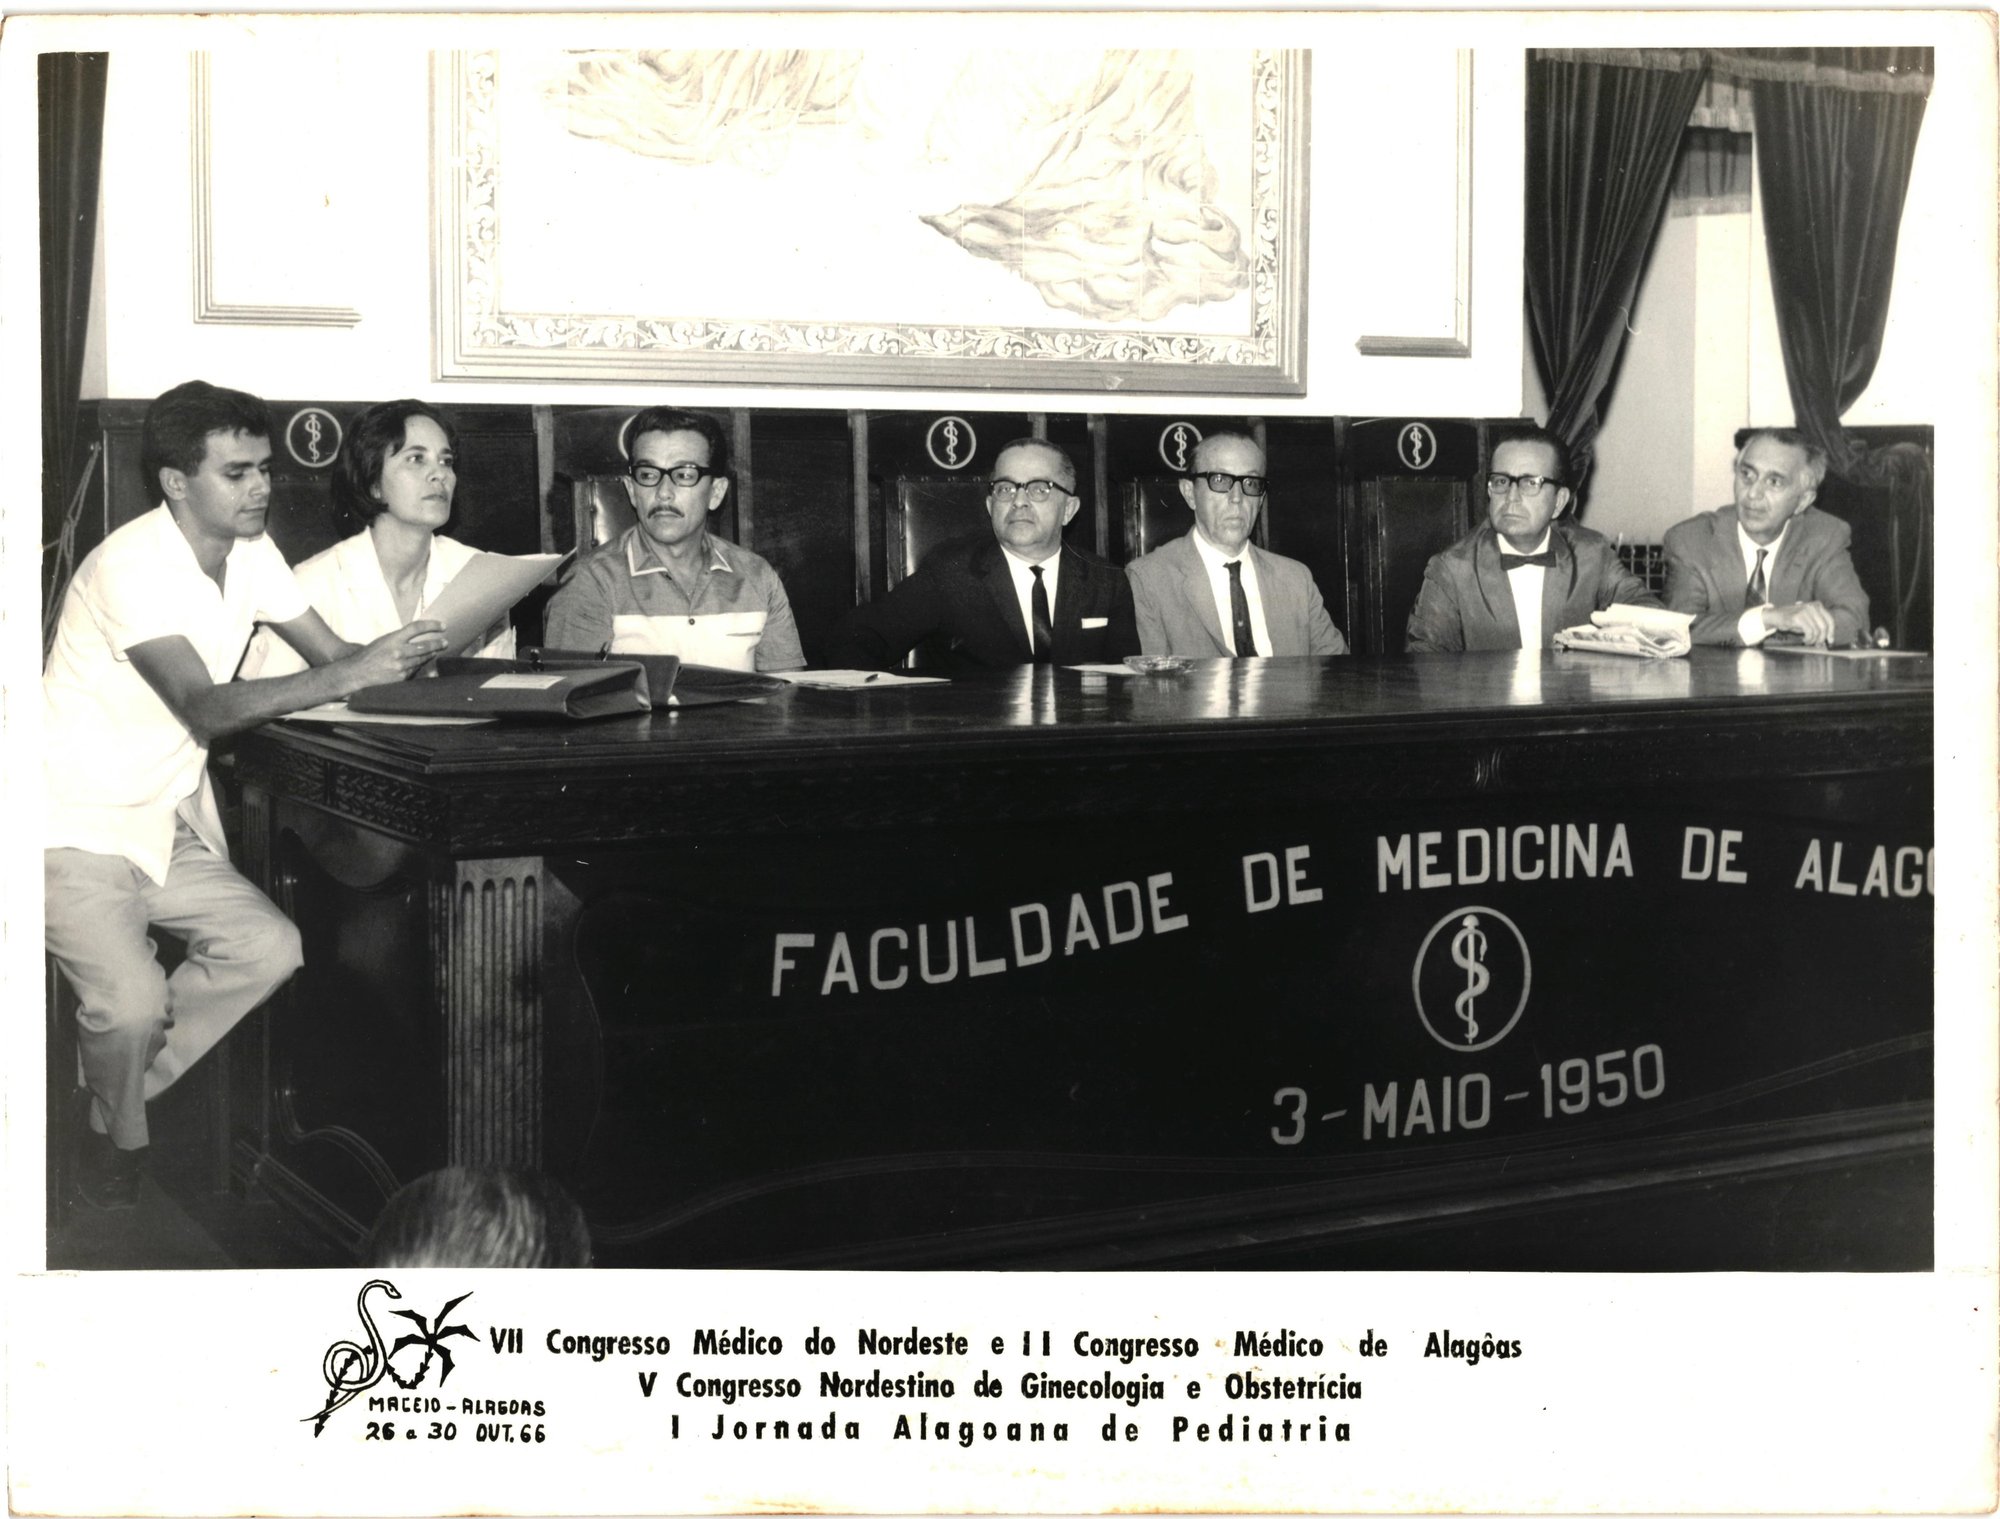 FACULDADE DE MEDICINA DE ALAGO
3 - MAIO - 1950
VII Congresso Médico do Nordeste e II Congresso Médico de Alagôas
V Congresso Nordestino de Ginecologia e Obstetrícia
I Jornada Alagoana de Pediatria
MACEIO - ALAGOAS
26 a 30 OUT. 66